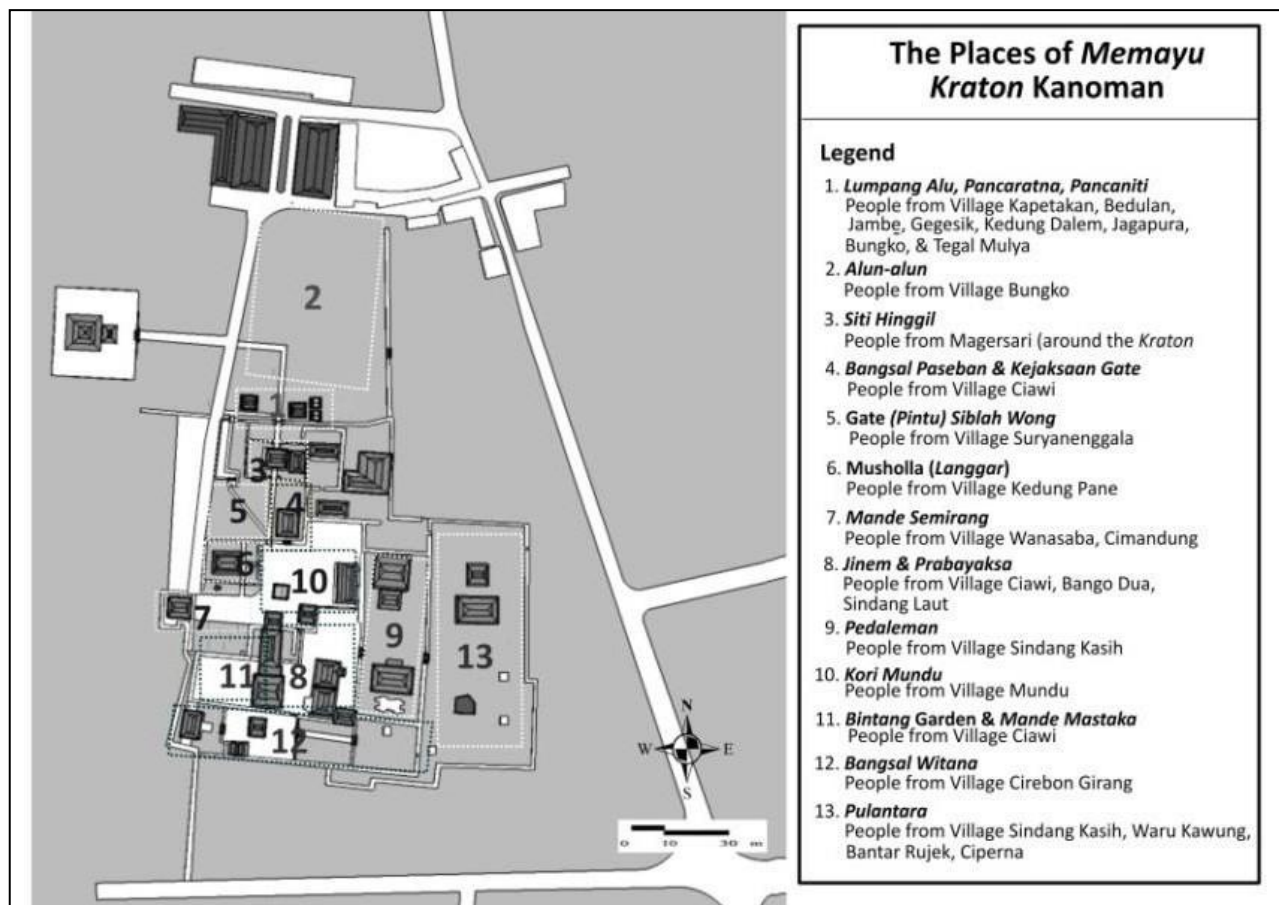 The Places of Memayu
Kraton Kanoman
Legend
1. Lumpang Alu, Pancaratna, Pancaniti
People from Village Kapetakan, Bedulan,
Jambe, Gegesik, Kedung Dalem, Jagapura,
Bungko, & Tegal Mulya
2. Alun-alun
People from Village Bungko
3. Siti Hinggil
People from Magersari (around the Kraton
4. Bangsal Paseban & Kejaksaan Gate
People from Village Ciawi
5. Gate (Pintu) Siblah Wong
People from Village Suryanenggala
6. Musholla (Langgar)
People from Village Kedung Pane
7. Mande Semirang
People from Village Wanasaba, Cimandung
8. Jinem & Prabayaksa
People from Village Ciawi, Bango Dua,
Sindang Laut
9. Pedaleman
People from Village Sindang Kasih
10. Kori Mundu
People from Village Mundu
11. Bintang Garden & Mande Mastaka
People from Village Ciawi
12. Bangsal Witana
People from Village Cirebon Girang
13. Pulantara
People from Village Sindang Kasih, Waru Kawung,
Bantar Rujek, Ciperna
2
1
3
4
5
6
10
7
9
13
11
8
12
N
W E
S
0 10 30 m